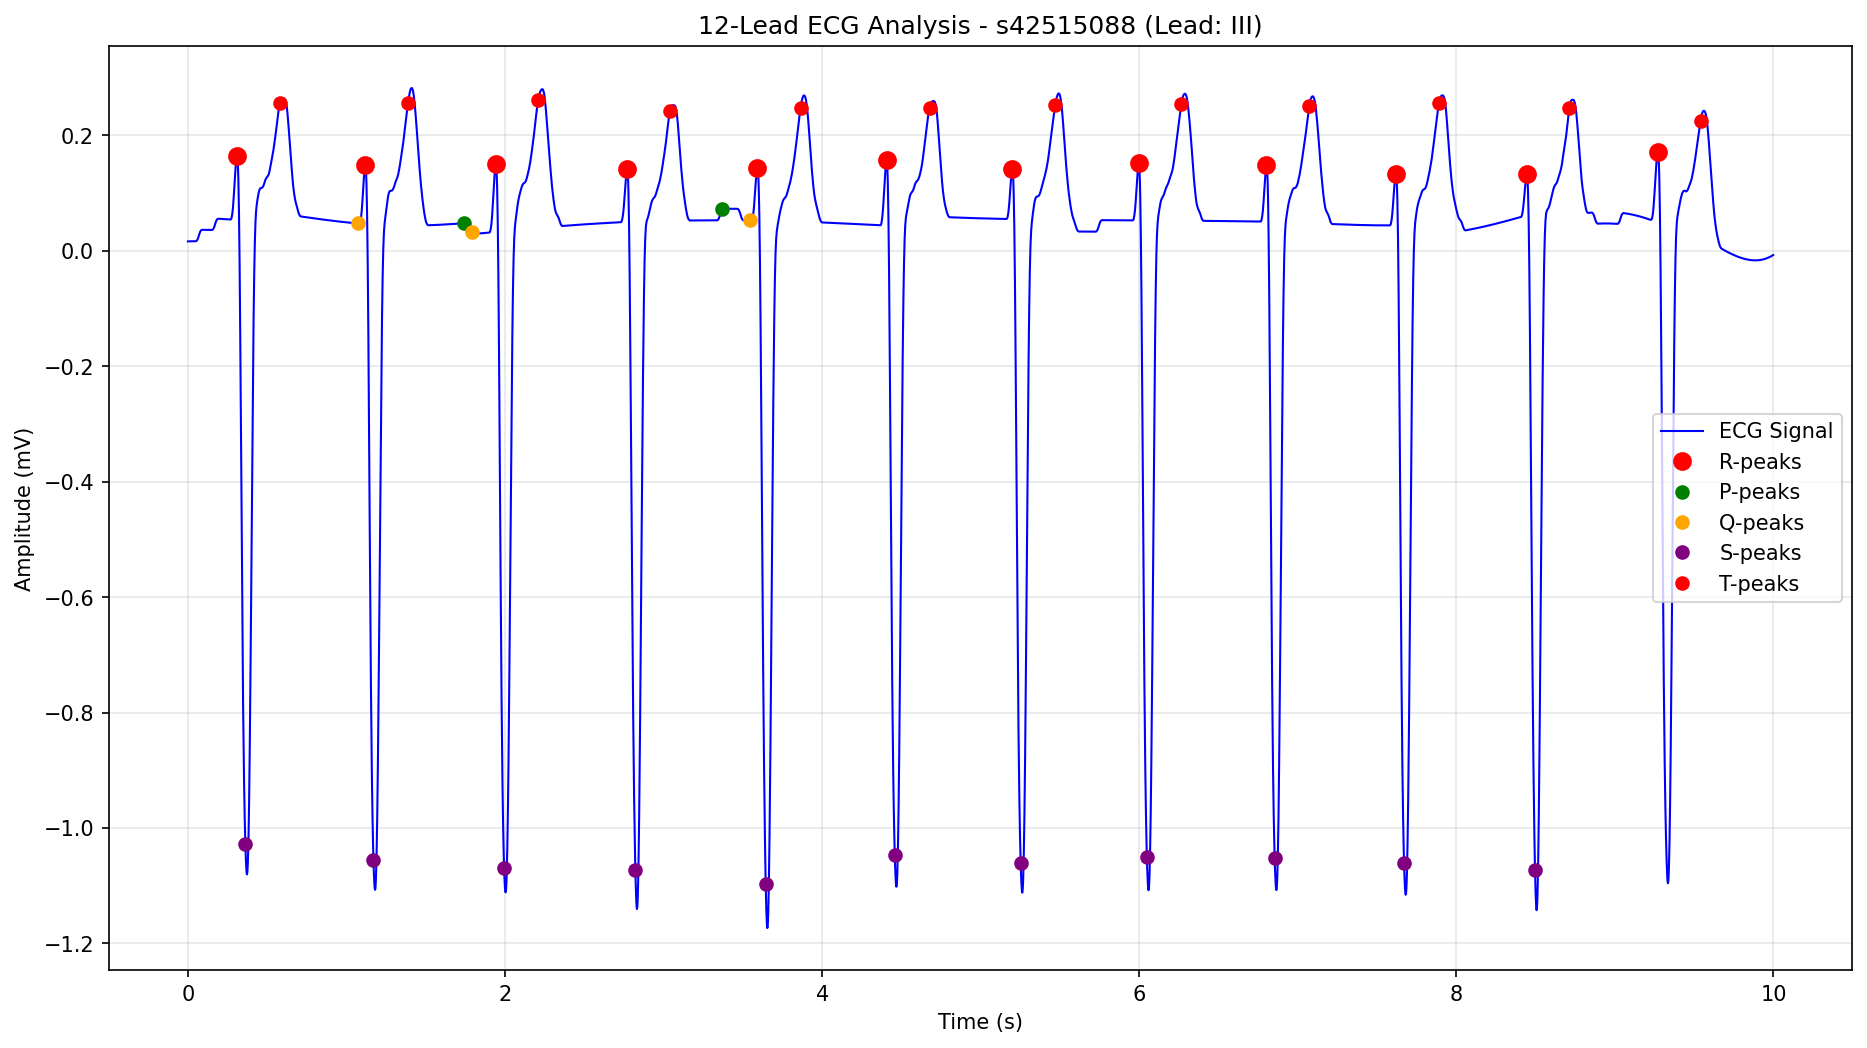 12-Lead ECG Analysis - s42515088 (Lead: III)
Amplitude (mV)
0.2
0.0
−0.2
−0.4
−0.6
−0.8
−1.0
−1.2
ECG Signal
R-peaks
P-peaks
Q-peaks
S-peaks
T-peaks
0 2 4 6 8 10
Time (s)